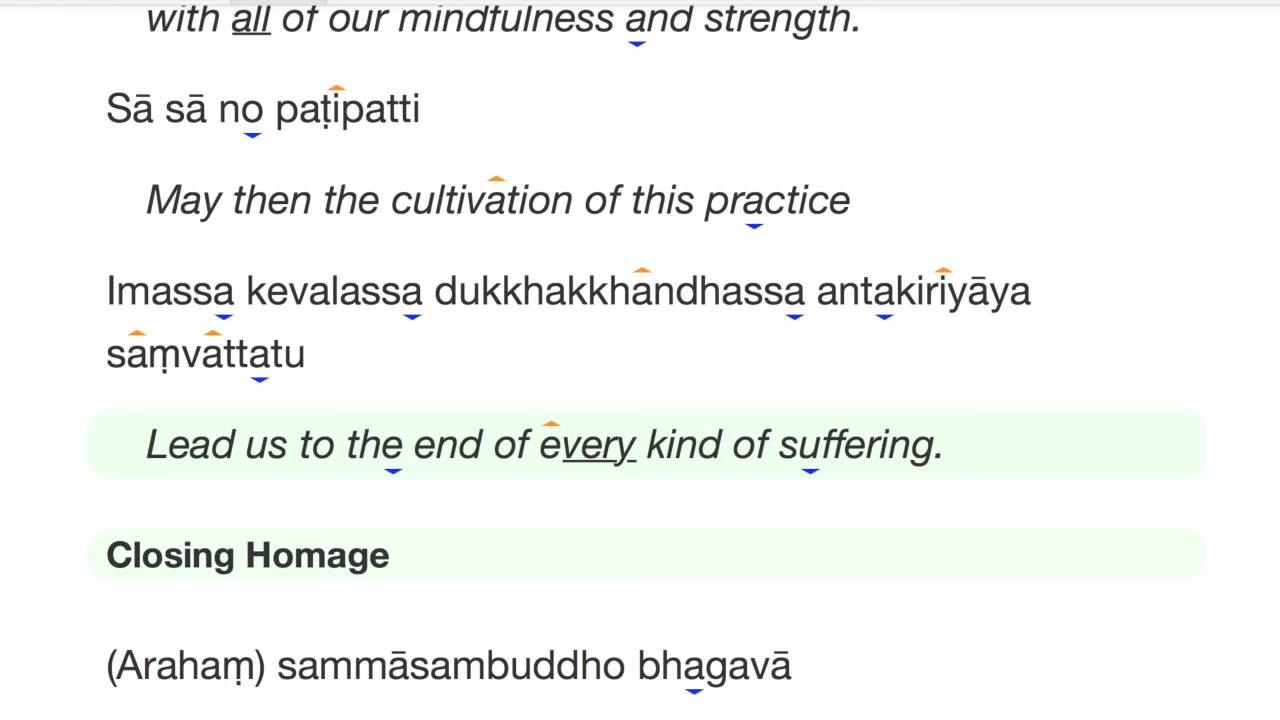 with all of our mindfulness and strength.
Sā sā no paṭipatti
May then the cultivation of this practice
Imassa kevalassa dukkhakkhandhassa antakiriyāya
saṃvattatu
Lead us to the end of every kind of suffering.
Closing Homage
(Arahaṃ) sammāsambuddho bhagavā